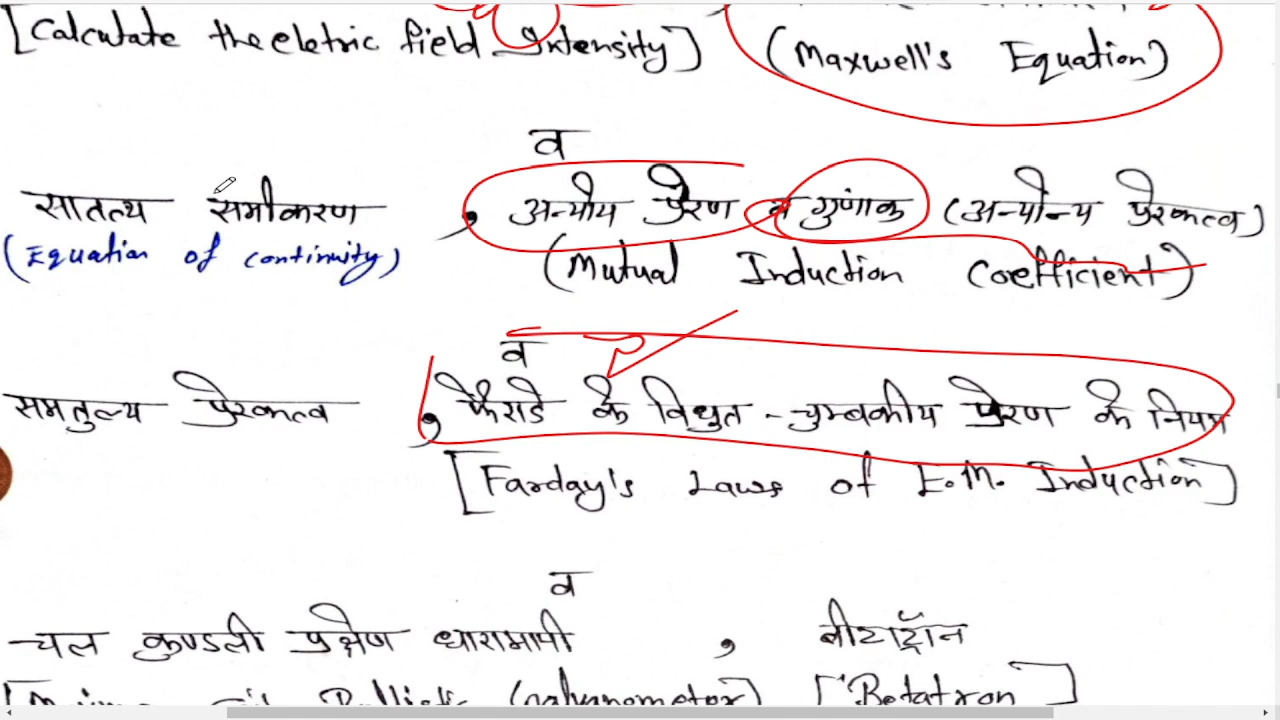 [Calculate the eletric field Intensity] (Maxwell's Equation)
व
सातत्य समीकरण , अन्योय प्रेरण व गुणांक (अन्योन्य प्रेरकत्व)
(Equation of continuity) (Mutual Induction Coefficient)
व
समतुल्य प्रेरकत्व , फैराडे के विधुत - चुम्बकीय प्रेरण के नियम
[Farday's Laws of E.M. Induction]
व
चल कुण्डली प्रक्षेण धारामापी , बीटाट्रॉन
(Galvanometer) ["Betatron]